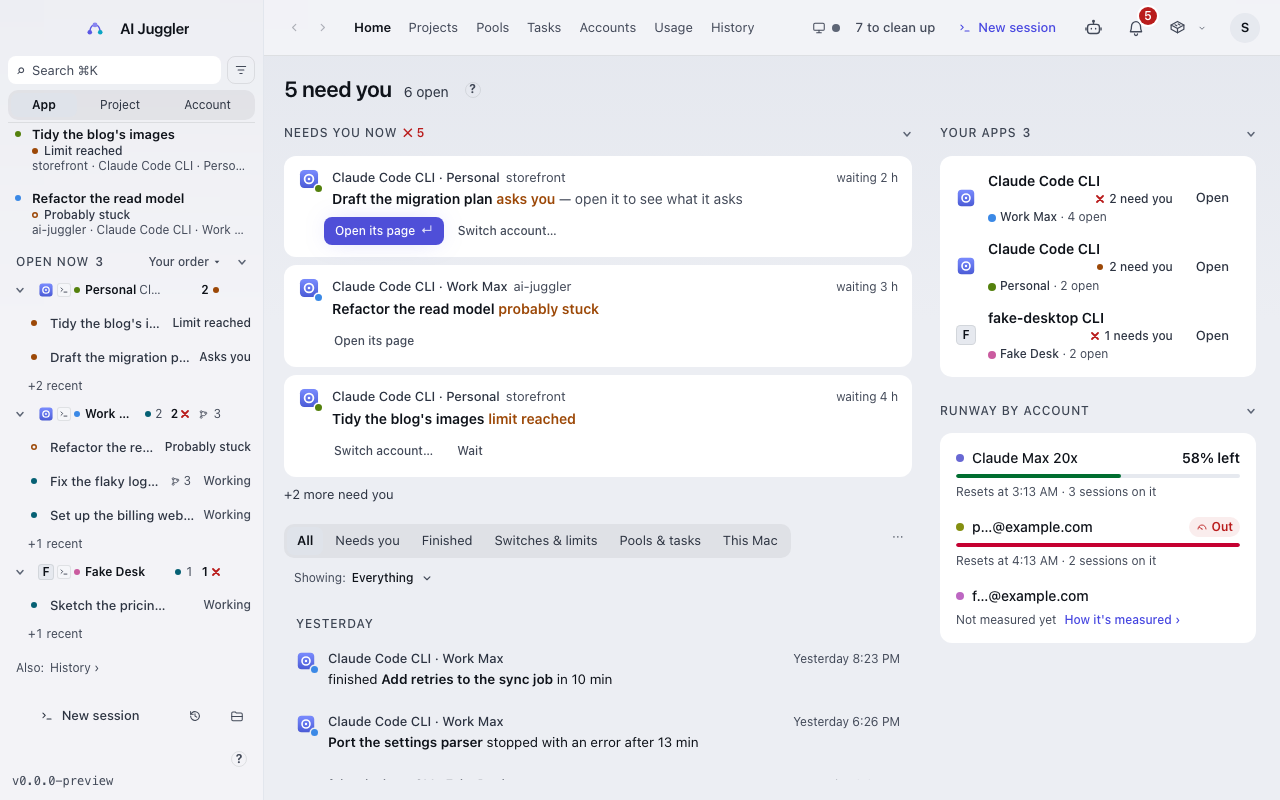 AI Juggler
Search ⌘K
App Project Account
Tidy the blog's images
Limit reached
storefront · Claude Code CLI · Perso…
Refactor the read model
Probably stuck
ai-juggler · Claude Code CLI · Work …
OPEN NOW 3 Your order
Personal Cl… 2
Tidy the blog's i… Limit reached
Draft the migration p… Asks you
+2 recent
Work … 2 2 3
Refactor the re… Probably stuck
Fix the flaky log… 3 Working
Set up the billing web… Working
+1 recent
F Fake Desk 1 1
Sketch the pricin… Working
+1 recent
Also: History ›
New session
?
v0.0.0-preview
Home Projects Pools Tasks Accounts Usage History
7 to clean up New session 5 S
5 need you 6 open ?
NEEDS YOU NOW 5
Claude Code CLI · Personal storefront waiting 2 h
Draft the migration plan asks you — open it to see what it asks
Open its page ↵ Switch account…
Claude Code CLI · Work Max ai-juggler waiting 3 h
Refactor the read model probably stuck
Open its page
Claude Code CLI · Personal storefront waiting 4 h
Tidy the blog's images limit reached
Switch account… Wait
+2 more need you
All Needs you Finished Switches & limits Pools & tasks This Mac …
Showing: Everything
YESTERDAY
Claude Code CLI · Work Max Yesterday 8:23 PM
finished Add retries to the sync job in 10 min
Claude Code CLI · Work Max Yesterday 6:26 PM
Port the settings parser stopped with an error after 13 min
YOUR APPS 3
Claude Code CLI
2 need you Open
Work Max · 4 open
Claude Code CLI
2 need you Open
Personal · 2 open
F fake-desktop CLI
1 needs you Open
Fake Desk · 2 open
RUNWAY BY ACCOUNT
Claude Max 20x 58% left
Resets at 3:13 AM · 3 sessions on it
p…@example.com Out
Resets at 4:13 AM · 2 sessions on it
f…@example.com
Not measured yet How it's measured ›